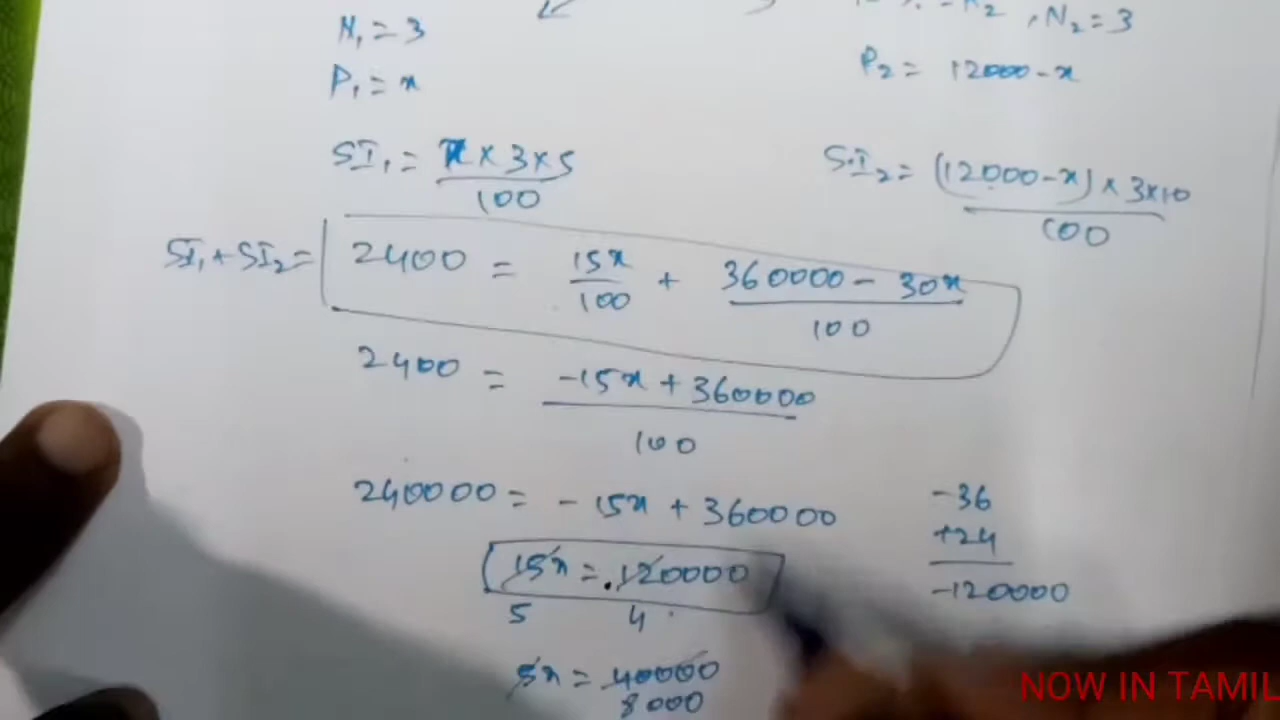 N₁ = 3
, N₂ = 3
P₁ = x
P₂ = 12000 - x
SI₁ = x × 3 × 5 / 100
S.I₂ = (12000 - x) × 3 × 10 / 100
SI₁ + SI₂ = 2400 = 15x / 100 + 360000 - 30x / 100
2400 = -15x + 360000 / 100
240000 = -15x + 360000
-36
+24
-120000
15x = 120000
5 4
5x = 40000
8000
NOW IN TAMIL